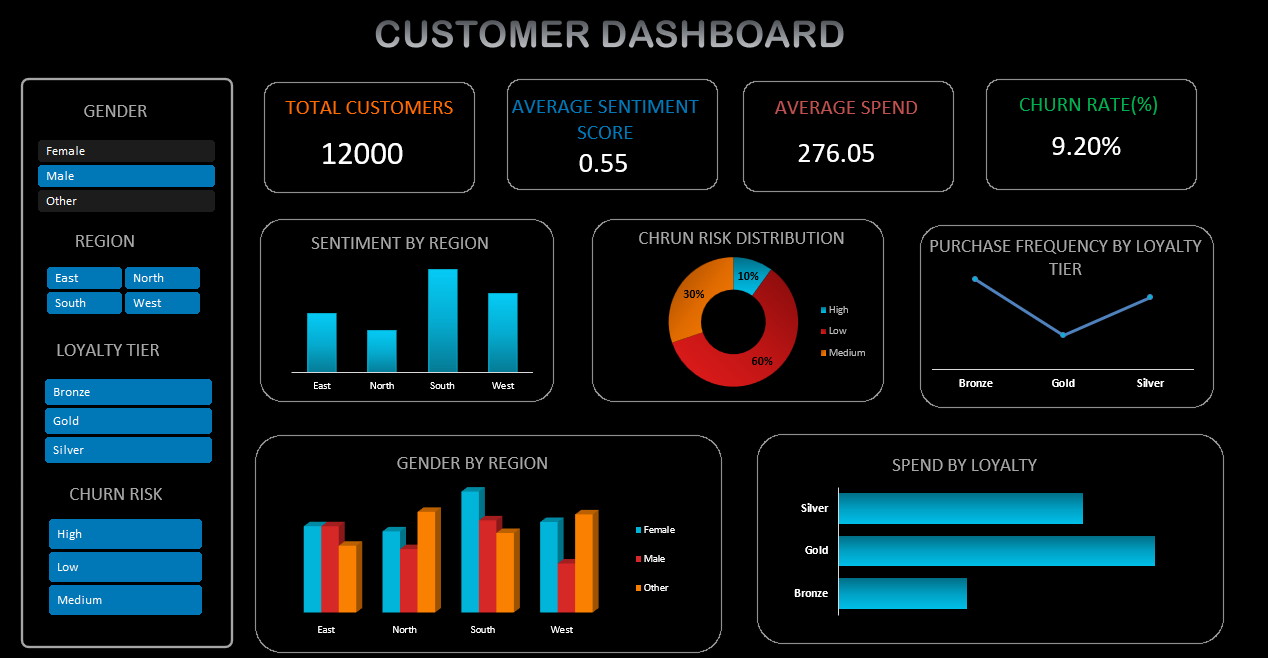 CUSTOMER DASHBOARD
GENDER
Female
Male
Other
REGION
East North
South West
LOYALTY TIER
Bronze
Gold
Silver
CHURN RISK
High
Low
Medium
TOTAL CUSTOMERS
12000
AVERAGE SENTIMENT
SCORE
0.55
AVERAGE SPEND
276.05
CHURN RATE(%)
9.20%
SENTIMENT BY REGION
East North South West
CHRUN RISK DISTRIBUTION
10%
30%
60%
High
Low
Medium
PURCHASE FREQUENCY BY LOYALTY
TIER
Bronze Gold Silver
GENDER BY REGION
Female
Male
Other
East North South West
SPEND BY LOYALTY
Silver
Gold
Bronze